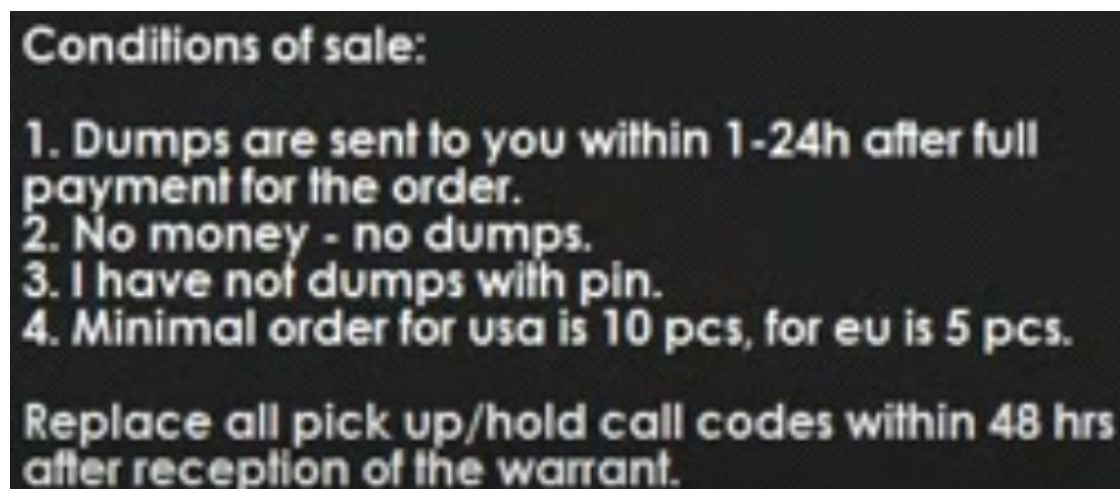 Conditions of sale:
1. Dumps are sent to you within 1-24h after full
payment for the order.
2. No money - no dumps.
3. I have not dumps with pin.
4. Minimal order for usa is 10 pcs, for eu is 5 pcs.
Replace all pick up/hold call codes within 48 hrs
after reception of the warrant.